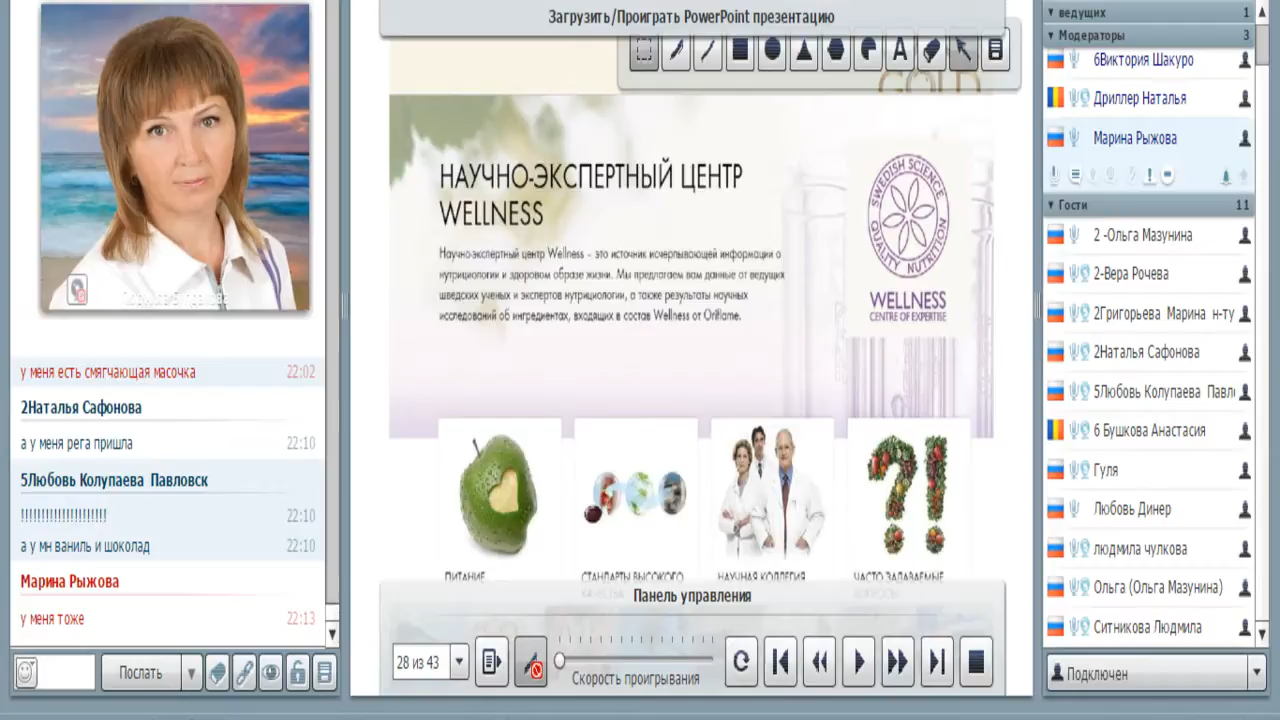 у меня есть смягчающая масочка 22:02
2Наталья Сафонова
а у меня рега пришла 22:10
5Любовь Колупаева Павловск
!!!!!!!!!!!!!!!!!!!!! 22:10
а у мн ваниль и шоколад 22:10
Марина Рыжова
у меня тоже 22:13
Послать
Загрузить/Проиграть PowerPoint презентацию
A
GOLD
НАУЧНО-ЭКСПЕРТНЫЙ ЦЕНТР
WELLNESS
Научно-экспертный центр Wellness – это источник исчерпывающей информации о
нутрициологии и здоровом образе жизни. Мы предлагаем вам данные от ведущих
шведских ученых и экспертов нутрициологии, а также результаты научных
исследований об ингредиентах, входящих в состав Wellness от Oriflame.
SWEDISH SCIENCE
QUALITY NUTRITION
WELLNESS
CENTRE OF EXPERTISE
?!
ПИТАНИЕ
СТАНДАРТЫ ВЫСОКОГО
КАЧЕСТВА
НАУЧНАЯ КОЛЛЕГИЯ
ЧАСТО ЗАДАВАЕМЫЕ
ВОПРОСЫ
Панель управления
28 из 43
Скорость проигрывания
ведущих 1
Модераторы 3
6Виктория Шакуро
Дриллер Наталья
Марина Рыжова
Гости 11
2 -Ольга Мазунина
2-Вера Рочева
2Григорьева Марина н-ту
2Наталья Сафонова
5Любовь Колупаева Павл
6 Бушкова Анастасия
Гуля
Любовь Динер
людмила чулкова
Ольга (Ольга Мазунина)
Ситникова Людмила
Подключен